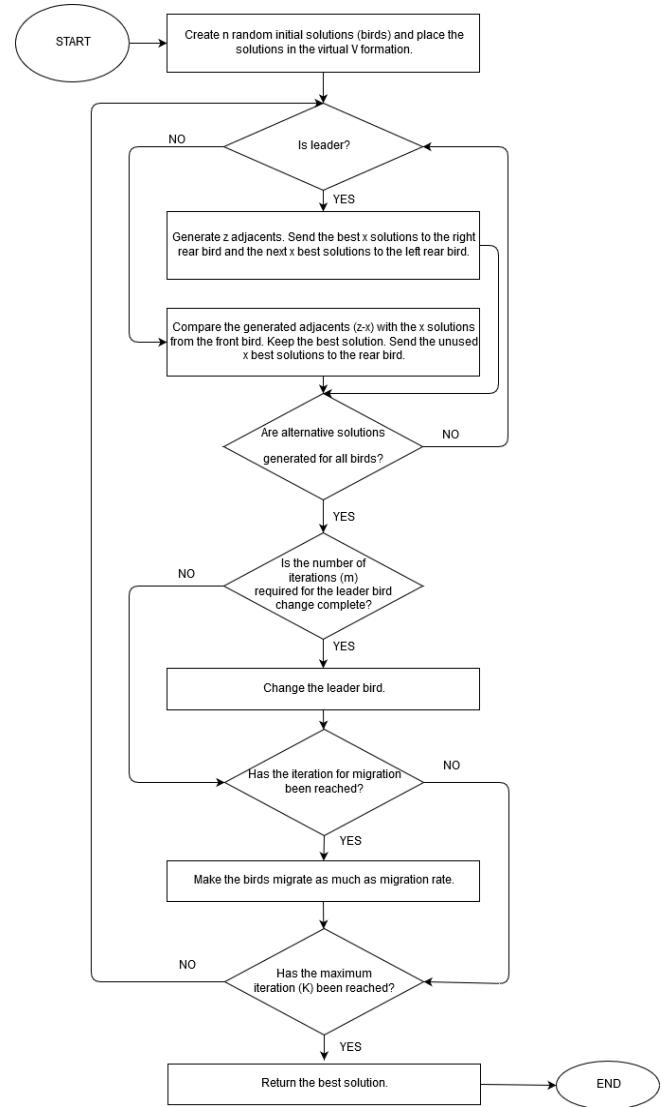 START
Create n random initial solutions (birds) and place the
solutions in the virtual V formation.
Is leader?
NO
YES
Generate z adjacents. Send the best x solutions to the right
rear bird and the next x best solutions to the left rear bird.
Compare the generated adjacents (z-x) with the x solutions
from the front bird. Keep the best solution. Send the unused
x best solutions to the rear bird.
Are alternative solutions
generated for all birds?
NO
YES
Is the number of
iterations (m)
required for the leader bird
change complete?
NO
YES
Change the leader bird.
Has the iteration for migration
been reached?
NO
YES
Make the birds migrate as much as migration rate.
Has the maximum
iteration (K) been reached?
NO
YES
Return the best solution.
END